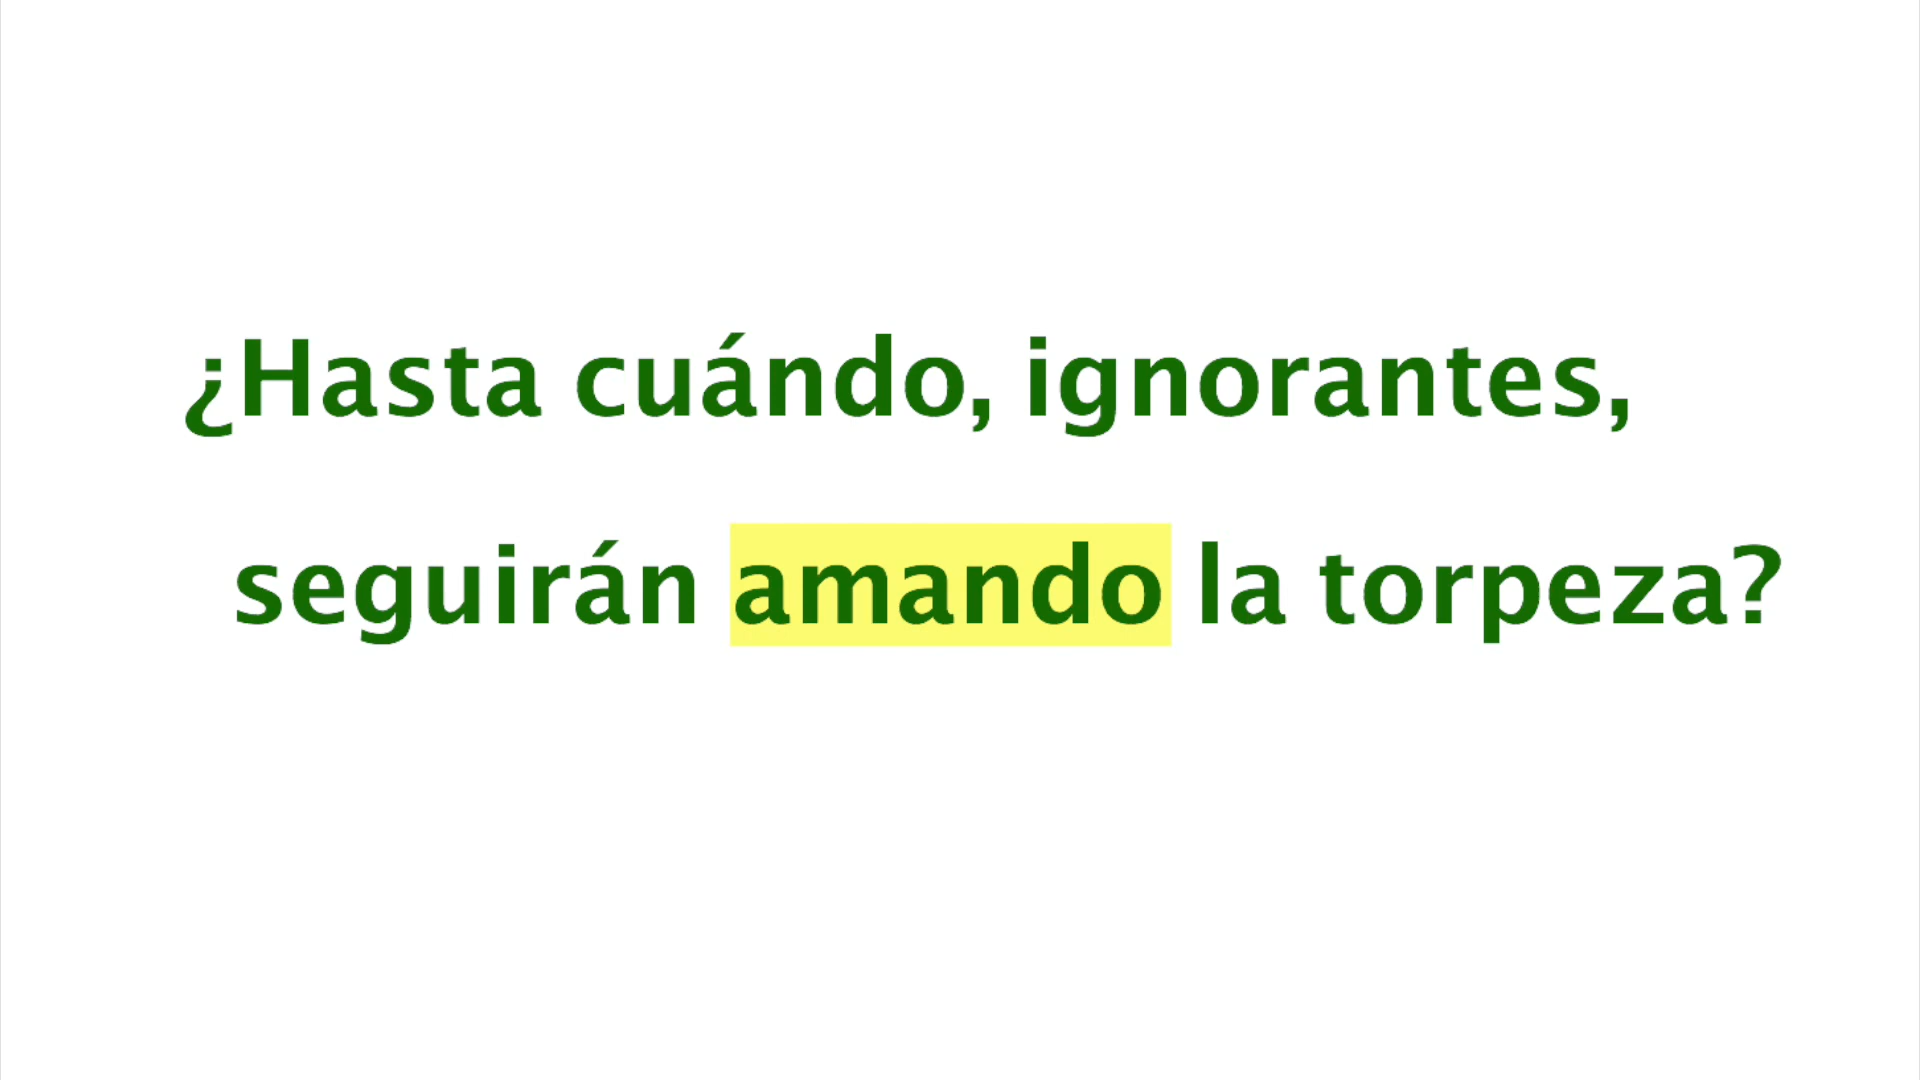 ¿Hasta cuándo, ignorantes,
seguirán amando la torpeza?